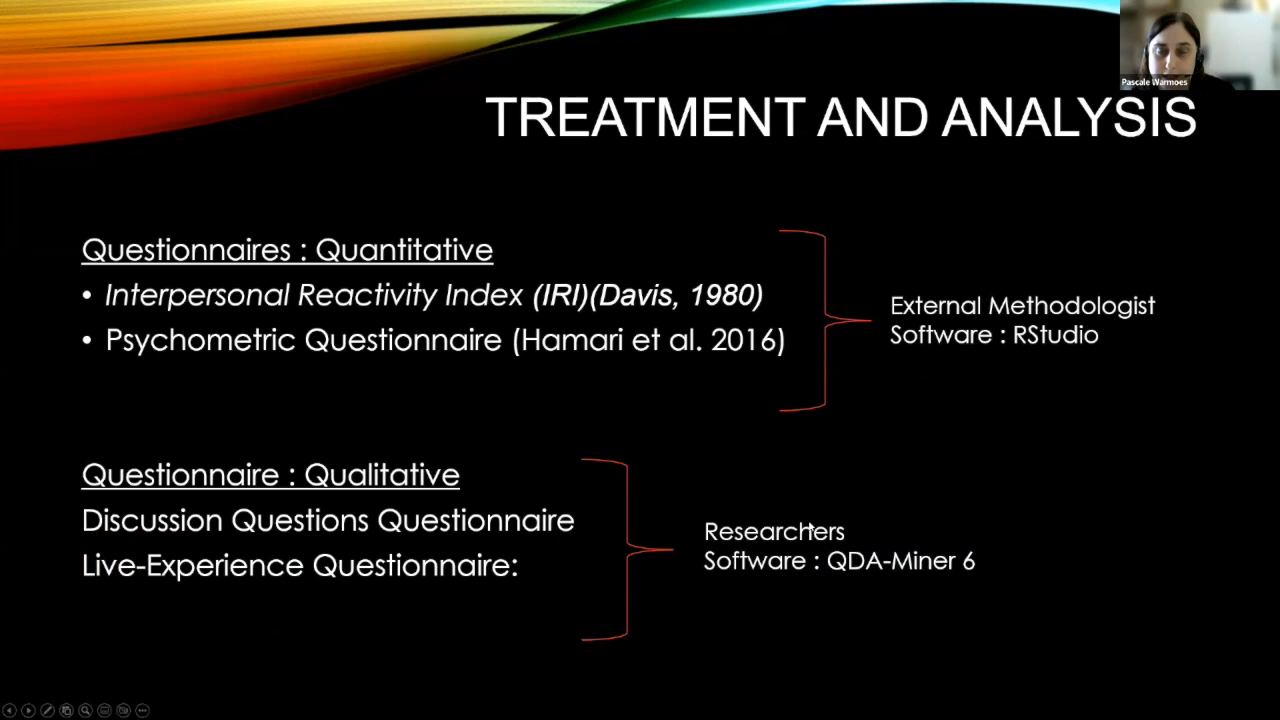 Pascale Warmoes
TREATMENT AND ANALYSIS
Questionnaires : Quantitative
• Interpersonal Reactivity Index (IRI)(Davis, 1980)
• Psychometric Questionnaire (Hamari et al. 2016)
External Methodologist
Software : RStudio
Questionnaire : Qualitative
Discussion Questions Questionnaire
Live-Experience Questionnaire:
Researchers
Software : QDA-Miner 6